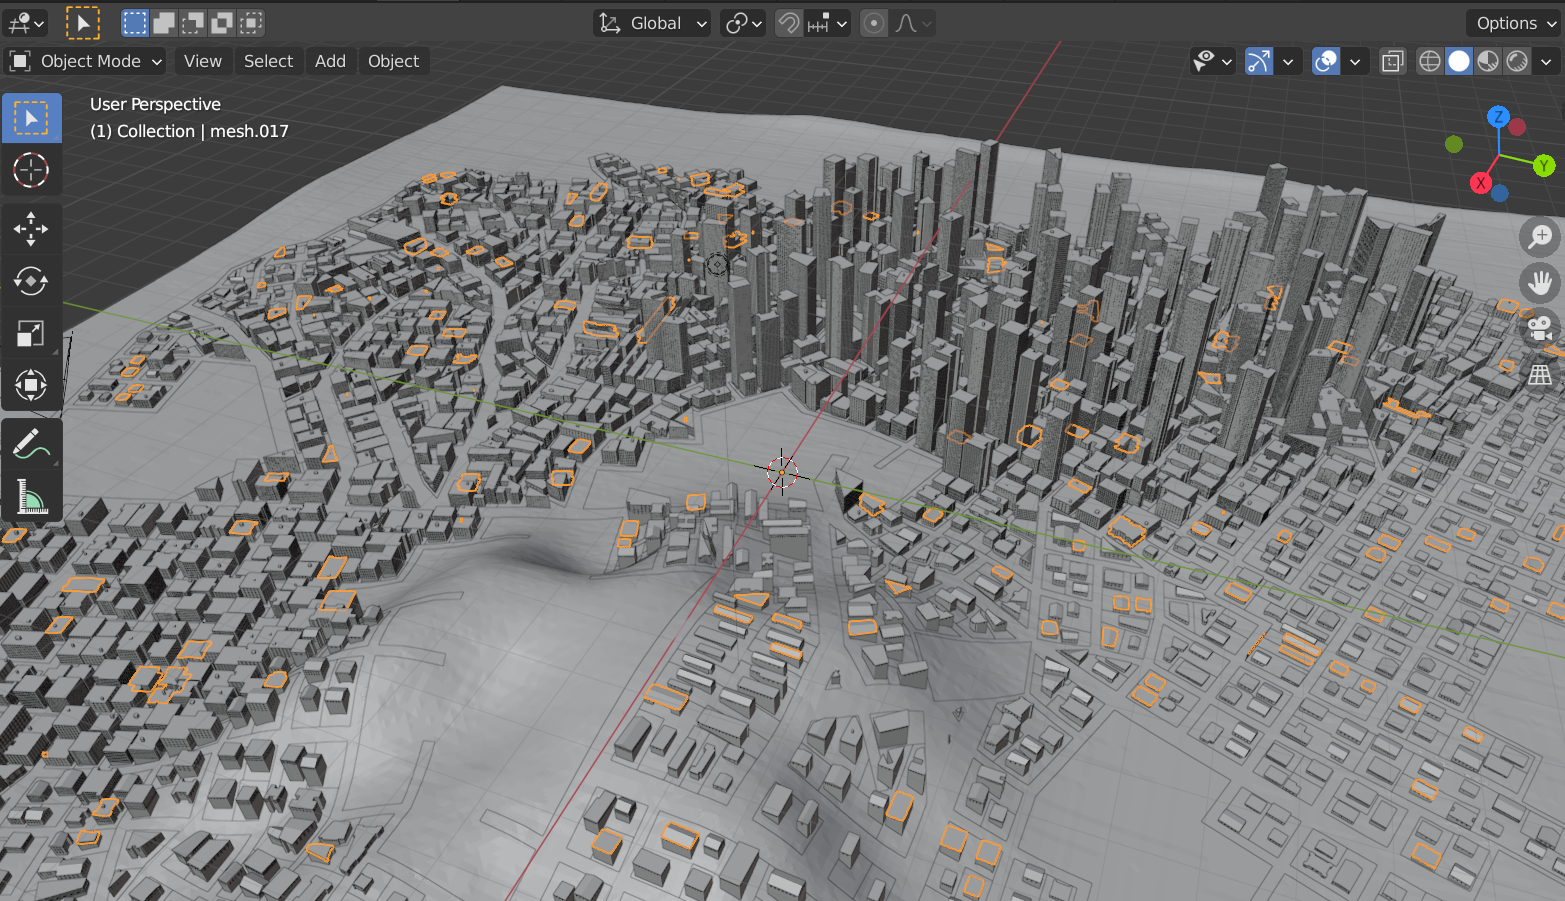 Global
Options
Object Mode
View
Select
Add
Object
User Perspective
(1) Collection | mesh.017
Z
Y
X